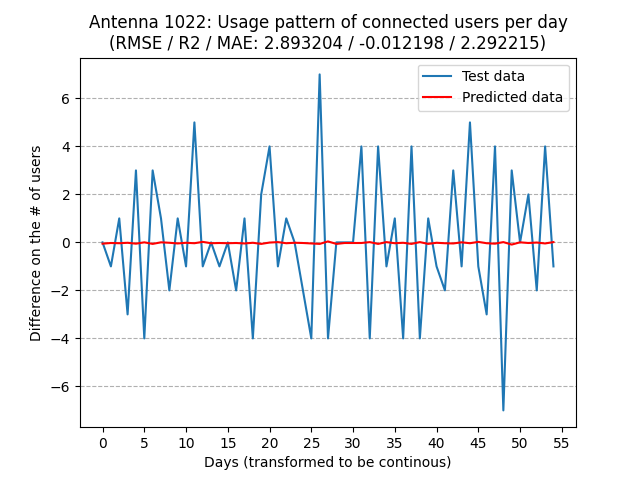 Antenna 1022: Usage pattern of connected users per day
(RMSE / R2 / MAE: 2.893204 / -0.012198 / 2.292215)
Test data
Predicted data
Difference on the # of users
6
4
2
0
−2
−4
−6
0 5 10 15 20 25 30 35 40 45 50 55
Days (transformed to be continous)